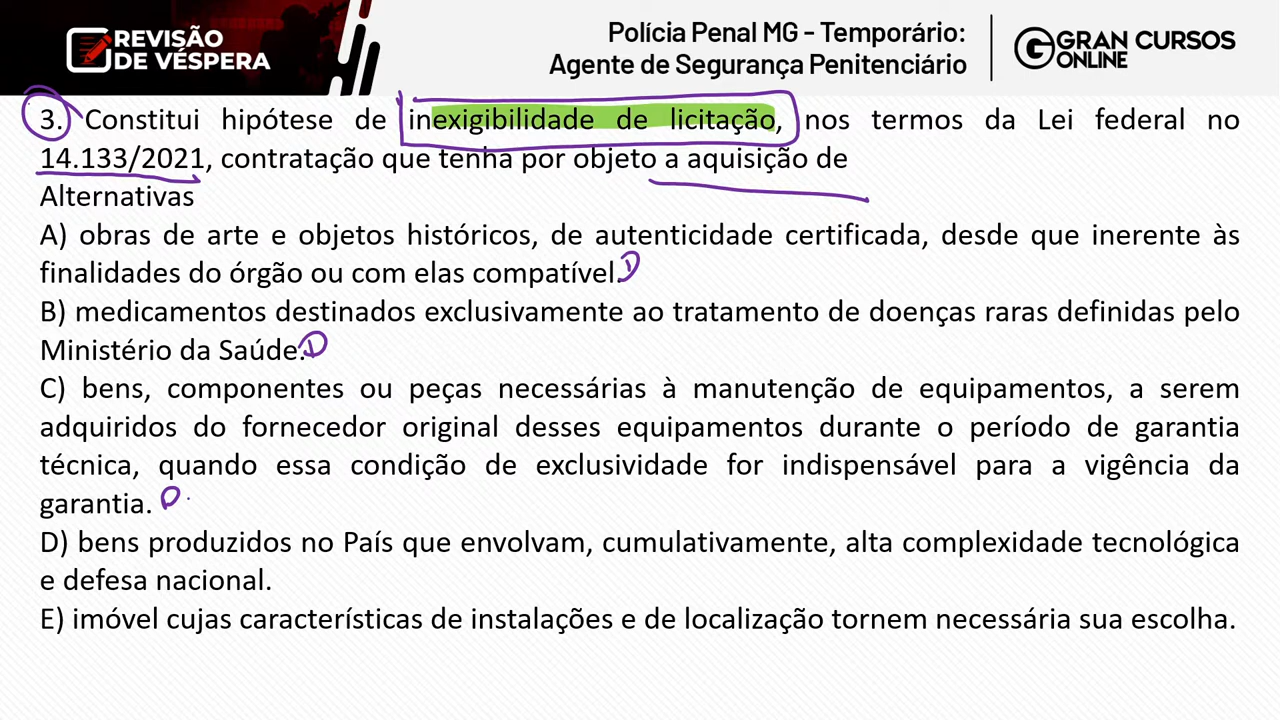 REVISÃO
DE VÉSPERA
Polícia Penal MG - Temporário:
Agente de Segurança Penitenciário
GRAN CURSOS
ONLINE
3. Constitui hipótese de inexigibilidade de licitação, nos termos da Lei federal no
14.133/2021, contratação que tenha por objeto a aquisição de
Alternativas
A) obras de arte e objetos históricos, de autenticidade certificada, desde que inerente às
finalidades do órgão ou com elas compatível.
B) medicamentos destinados exclusivamente ao tratamento de doenças raras definidas pelo
Ministério da Saúde.
C) bens, componentes ou peças necessárias à manutenção de equipamentos, a serem
adquiridos do fornecedor original desses equipamentos durante o período de garantia
técnica, quando essa condição de exclusividade for indispensável para a vigência da
garantia.
D) bens produzidos no País que envolvam, cumulativamente, alta complexidade tecnológica
e defesa nacional.
E) imóvel cujas características de instalações e de localização tornem necessária sua escolha.